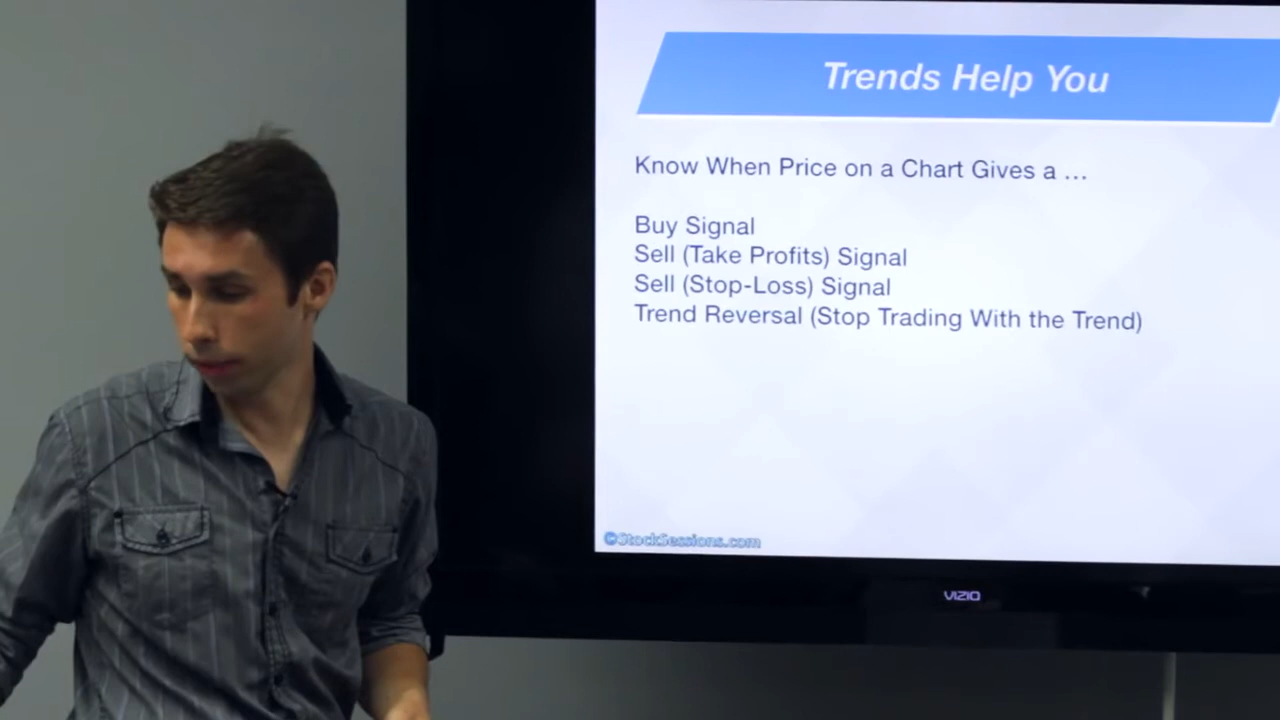 Trends Help You
Know When Price on a Chart Gives a ...
Buy Signal
Sell (Take Profits) Signal
Sell (Stop-Loss) Signal
Trend Reversal (Stop Trading With the Trend)
©StockSessions.com
VIZIO